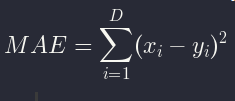 MAE = \sum_{i=1}^{D} (x_i - y_i)^2